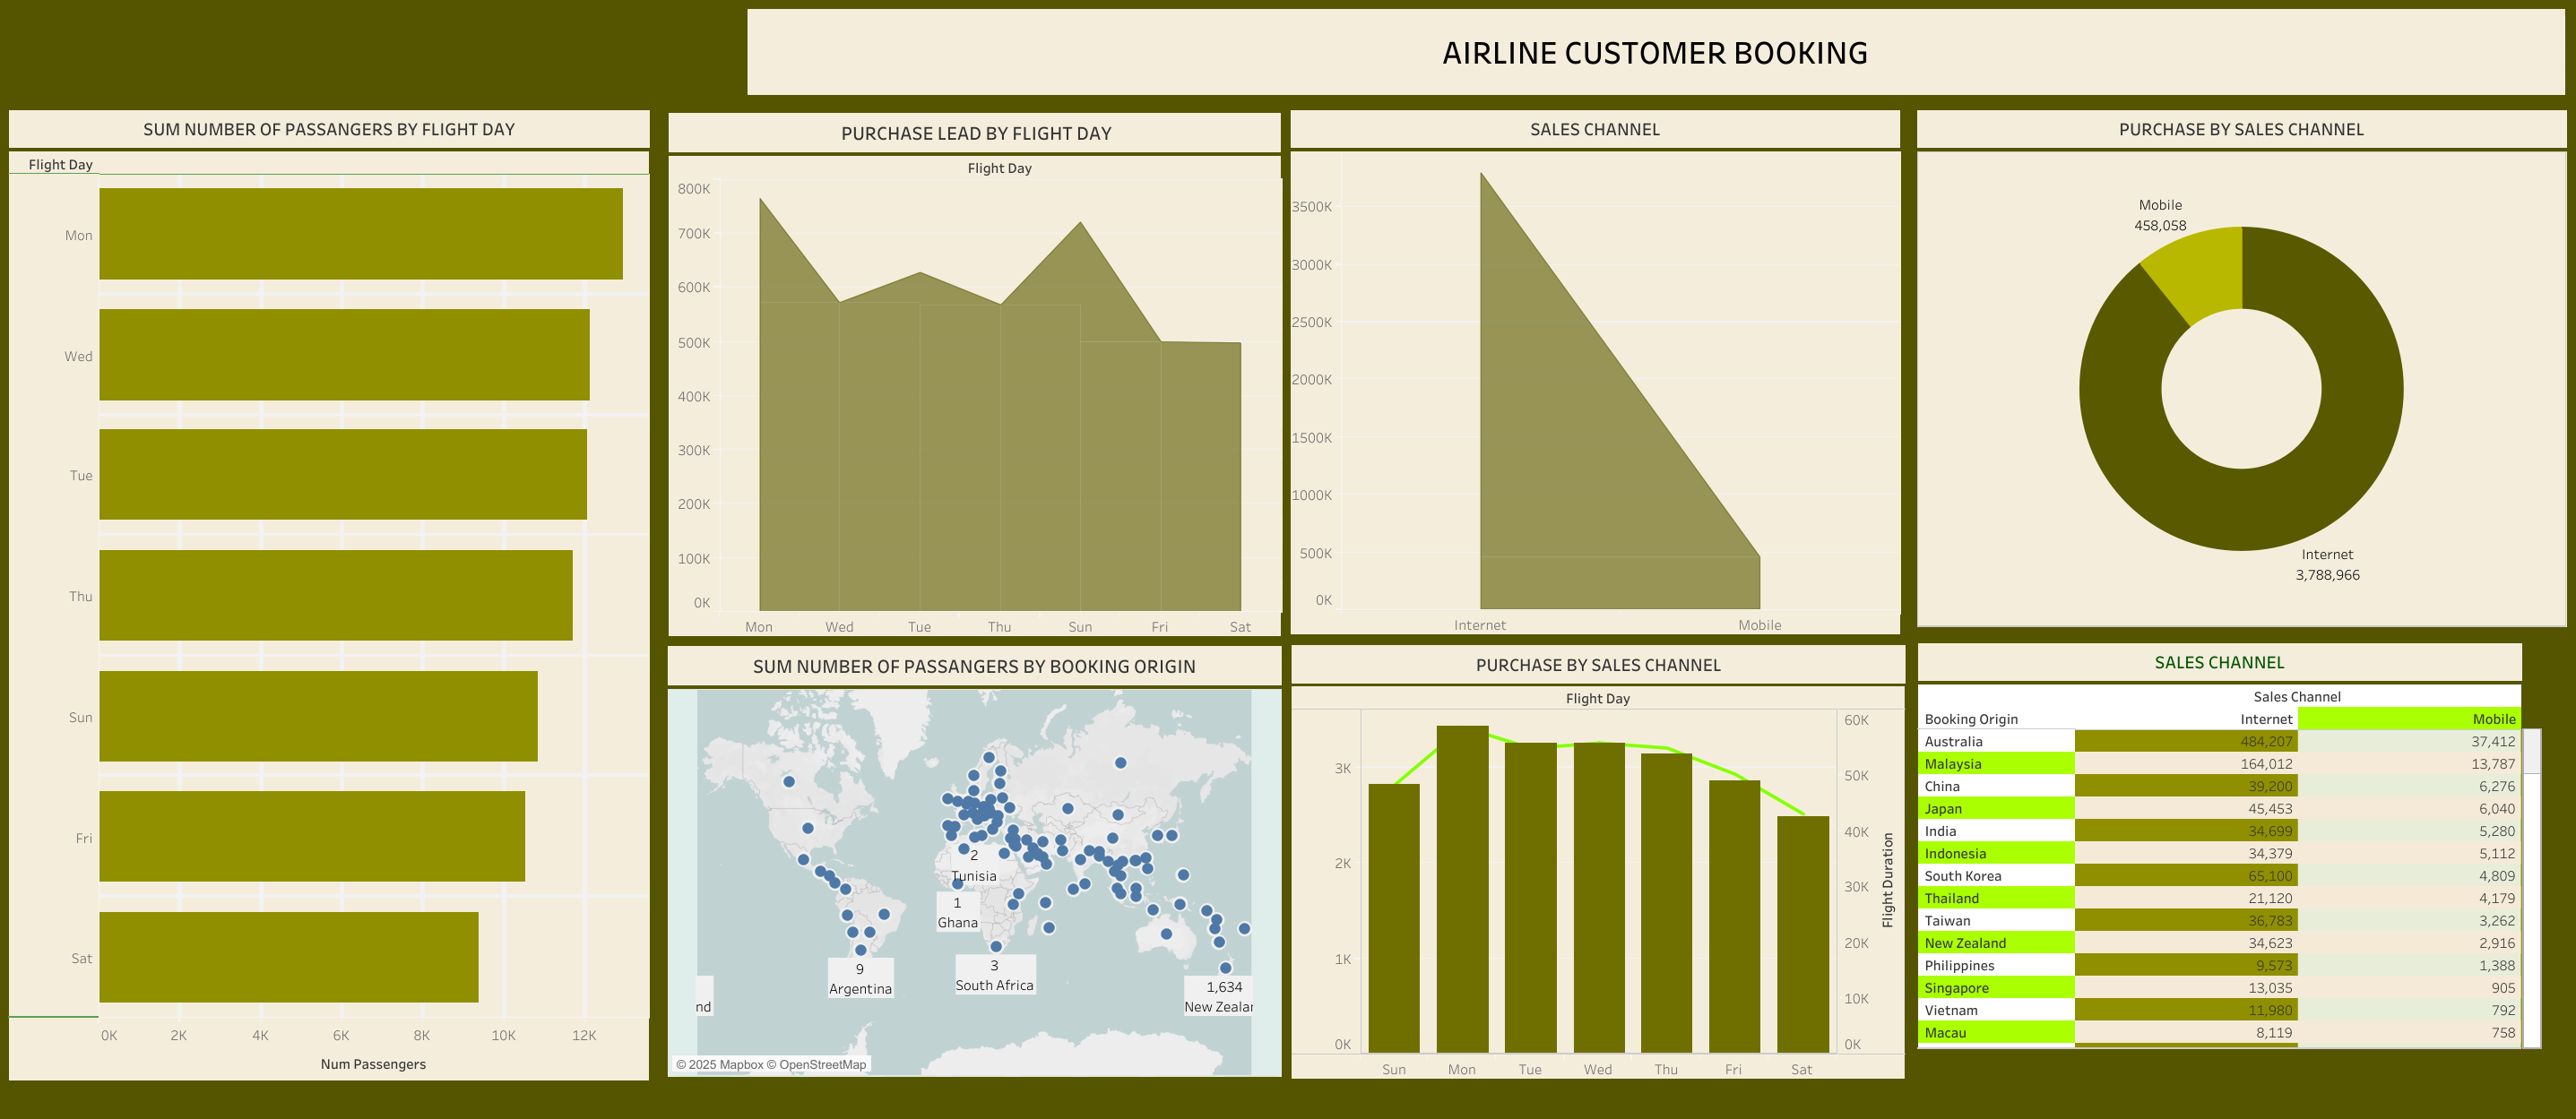 AIRLINE CUSTOMER BOOKING
SUM NUMBER OF PASSANGERS BY FLIGHT DAY
Flight Day
Mon
Wed
Tue
Thu
Sun
Fri
Sat
0K 2K 4K 6K 8K 10K 12K
Num Passengers
PURCHASE LEAD BY FLIGHT DAY
Flight Day
800K
700K
600K
500K
400K
300K
200K
100K
0K
Mon Wed Tue Thu Sun Fri Sat
SALES CHANNEL
3500K
3000K
2500K
2000K
1500K
1000K
500K
0K
Internet Mobile
PURCHASE BY SALES CHANNEL
Mobile
458,058
Internet
3,788,966
SUM NUMBER OF PASSANGERS BY BOOKING ORIGIN
2
Tunisia
1
Ghana
9
Argentina
3
South Africa
1,634
New Zealan
nd
© 2025 Mapbox © OpenStreetMap
PURCHASE BY SALES CHANNEL
Flight Day
3K
2K
1K
0K
60K
50K
40K
30K
20K
10K
0K
Flight Duration
Sun Mon Tue Wed Thu Fri Sat
SALES CHANNEL
Sales Channel
Booking Origin Internet Mobile
Australia 484,207 37,412
Malaysia 164,012 13,787
China 39,200 6,276
Japan 45,453 6,040
India 34,699 5,280
Indonesia 34,379 5,112
South Korea 65,100 4,809
Thailand 21,120 4,179
Taiwan 36,783 3,262
New Zealand 34,623 2,916
Philippines 9,573 1,388
Singapore 13,035 905
Vietnam 11,980 792
Macau 8,119 758